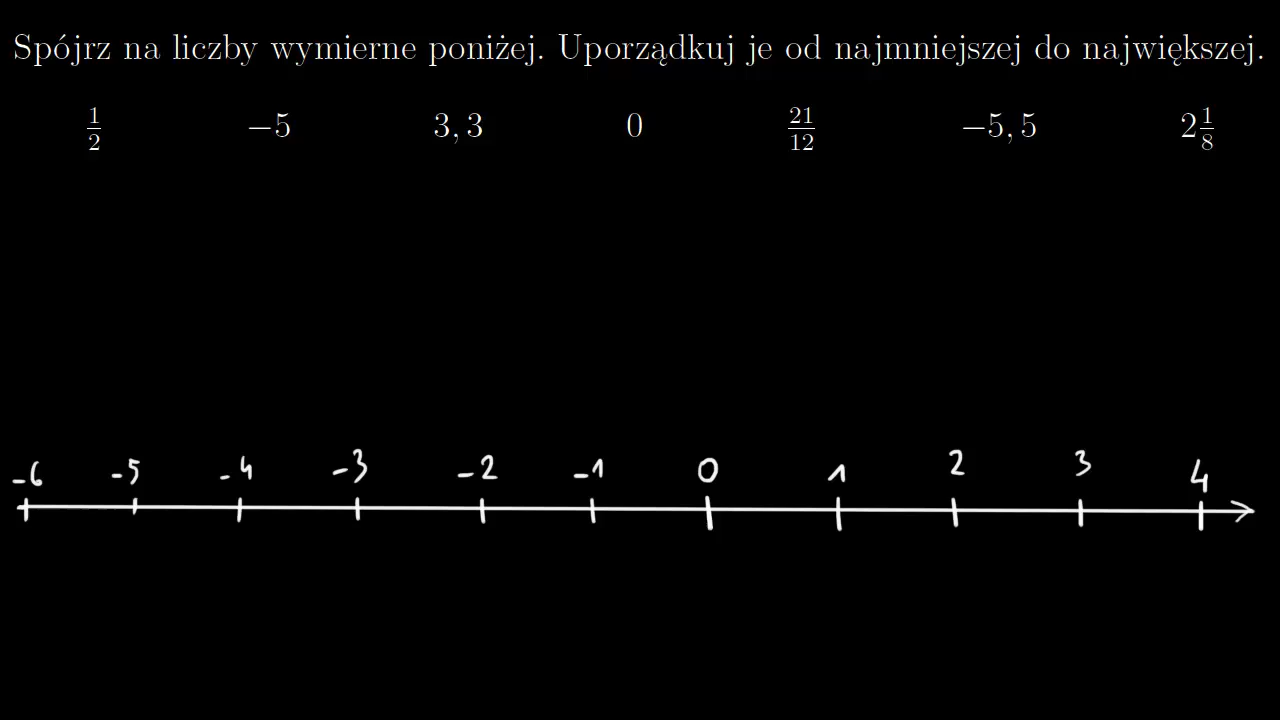 Spójrz na liczby wymierne poniżej. Uporządkuj je od najmniejszej do największej.
1/2 −5 3,3 0 21/12 −5,5 2 1/8
-6 -5 -4 -3 -2 -1 0 1 2 3 4